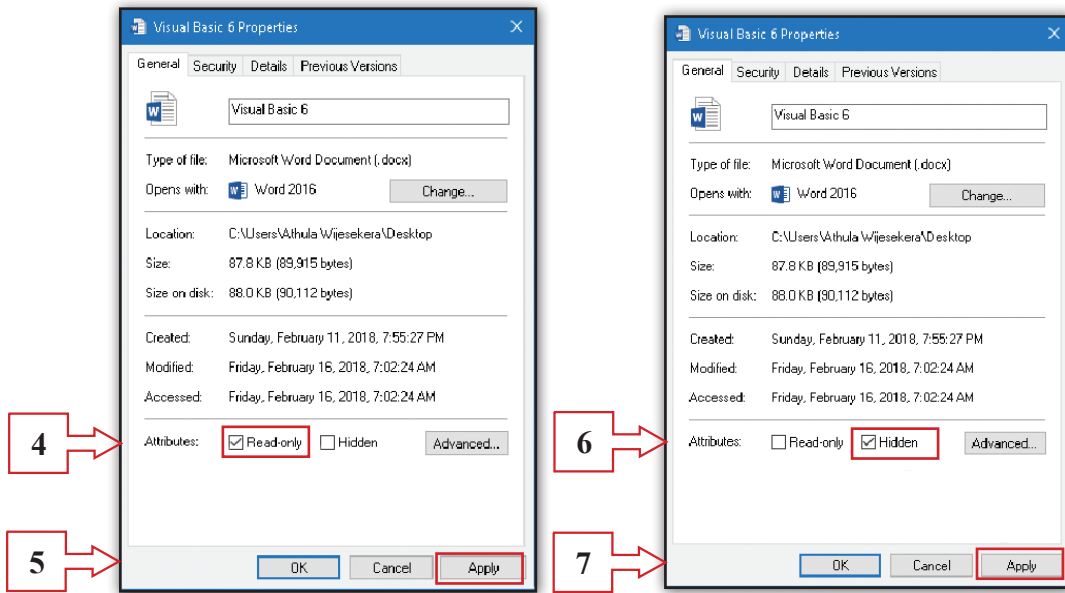 Visual Basic 6 Properties
General Security Details Previous Versions
Visual Basic 6
Type of file: Microsoft Word Document (.docx)
Opens with: Word 2016 Change...
Location: C:\Users\Athula Wijesekera\Desktop
Size: 87.8 KB (89,915 bytes)
Size on disk: 88.0 KB (90,112 bytes)
Created: Sunday, February 11, 2018, 7:55:27 PM
Modified: Friday, February 16, 2018, 7:02:24 AM
Accessed: Friday, February 16, 2018, 7:02:24 AM
4 Attributes: Read-only Hidden Advanced...
5 OK Cancel Apply
Visual Basic 6 Properties
General Security Details Previous Versions
Visual Basic 6
Type of file: Microsoft Word Document (.docx)
Opens with: Word 2016 Change...
Location: C:\Users\Athula Wijesekera\Desktop
Size: 87.8 KB (89,915 bytes)
Size on disk: 88.0 KB (90,112 bytes)
Created: Sunday, February 11, 2018, 7:55:27 PM
Modified: Friday, February 16, 2018, 7:02:24 AM
Accessed: Friday, February 16, 2018, 7:02:24 AM
6 Attributes: Read-only Hidden Advanced...
7 OK Cancel Apply